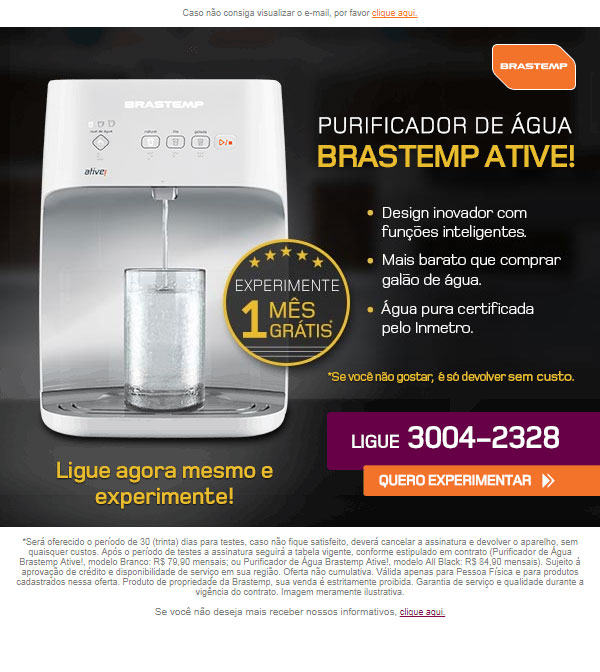 Caso não consiga visualizar o e-mail, por favor clique aqui.
BRASTEMP
BRASTEMP
natural
fria
gelada
ative!
PURIFICADOR DE ÁGUA
BRASTEMP ATIVE!
• Design inovador com
funções inteligentes.
• Mais barato que comprar
galão de água.
• Água pura certificada
pelo Inmetro.
EXPERIMENTE
1 MÊS
GRÁTIS*
*Se você não gostar, é só devolver sem custo.
LIGUE 3004-2328
QUERO EXPERIMENTAR
Ligue agora mesmo e
experimente!
*Será oferecido o período de 30 (trinta) dias para testes, caso não fique satisfeito, deverá cancelar a assinatura e devolver o aparelho, sem
quaisquer custos. Após o período de testes a assinatura seguirá a tabela vigente, conforme estipulado em contrato (Purificador de Água
Brastemp Ative!, modelo Branco: R$ 79,90 mensais; ou Purificador de Água Brastemp Ative!, modelo All Black: R$ 84,90 mensais). Sujeito à
aprovação de crédito e disponibilidade de serviço em sua região. Oferta não cumulativa. Válida apenas para Pessoa Física e para produtos
cadastrados nessa oferta. Produto de propriedade da Brastemp, sua venda é estritamente proibida. Garantia de serviço e qualidade durante a
vigência do contrato. Imagem meramente ilustrativa.
Se você não deseja mais receber nossos informativos, clique aqui.